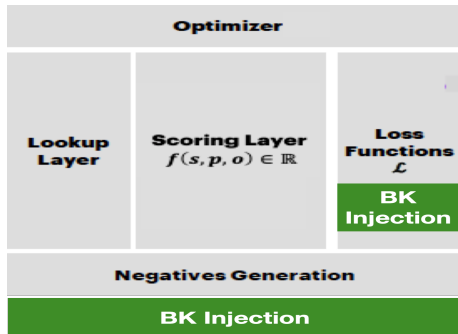 Optimizer
Lookup
Layer
Scoring Layer
f(s, p, o) ∈ ℝ
Loss
Functions
ℒ
BK
Injection
Negatives Generation
BK Injection